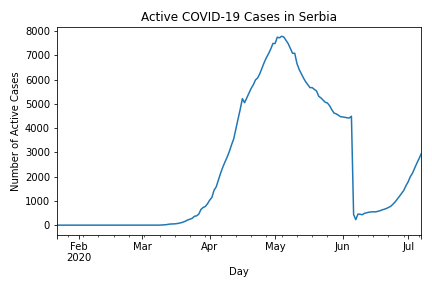 Active COVID-19 Cases in Serbia
Number of Active Cases
8000
7000
6000
5000
4000
3000
2000
1000
0
Feb
2020
Mar
Apr
May
Jun
Jul
Day